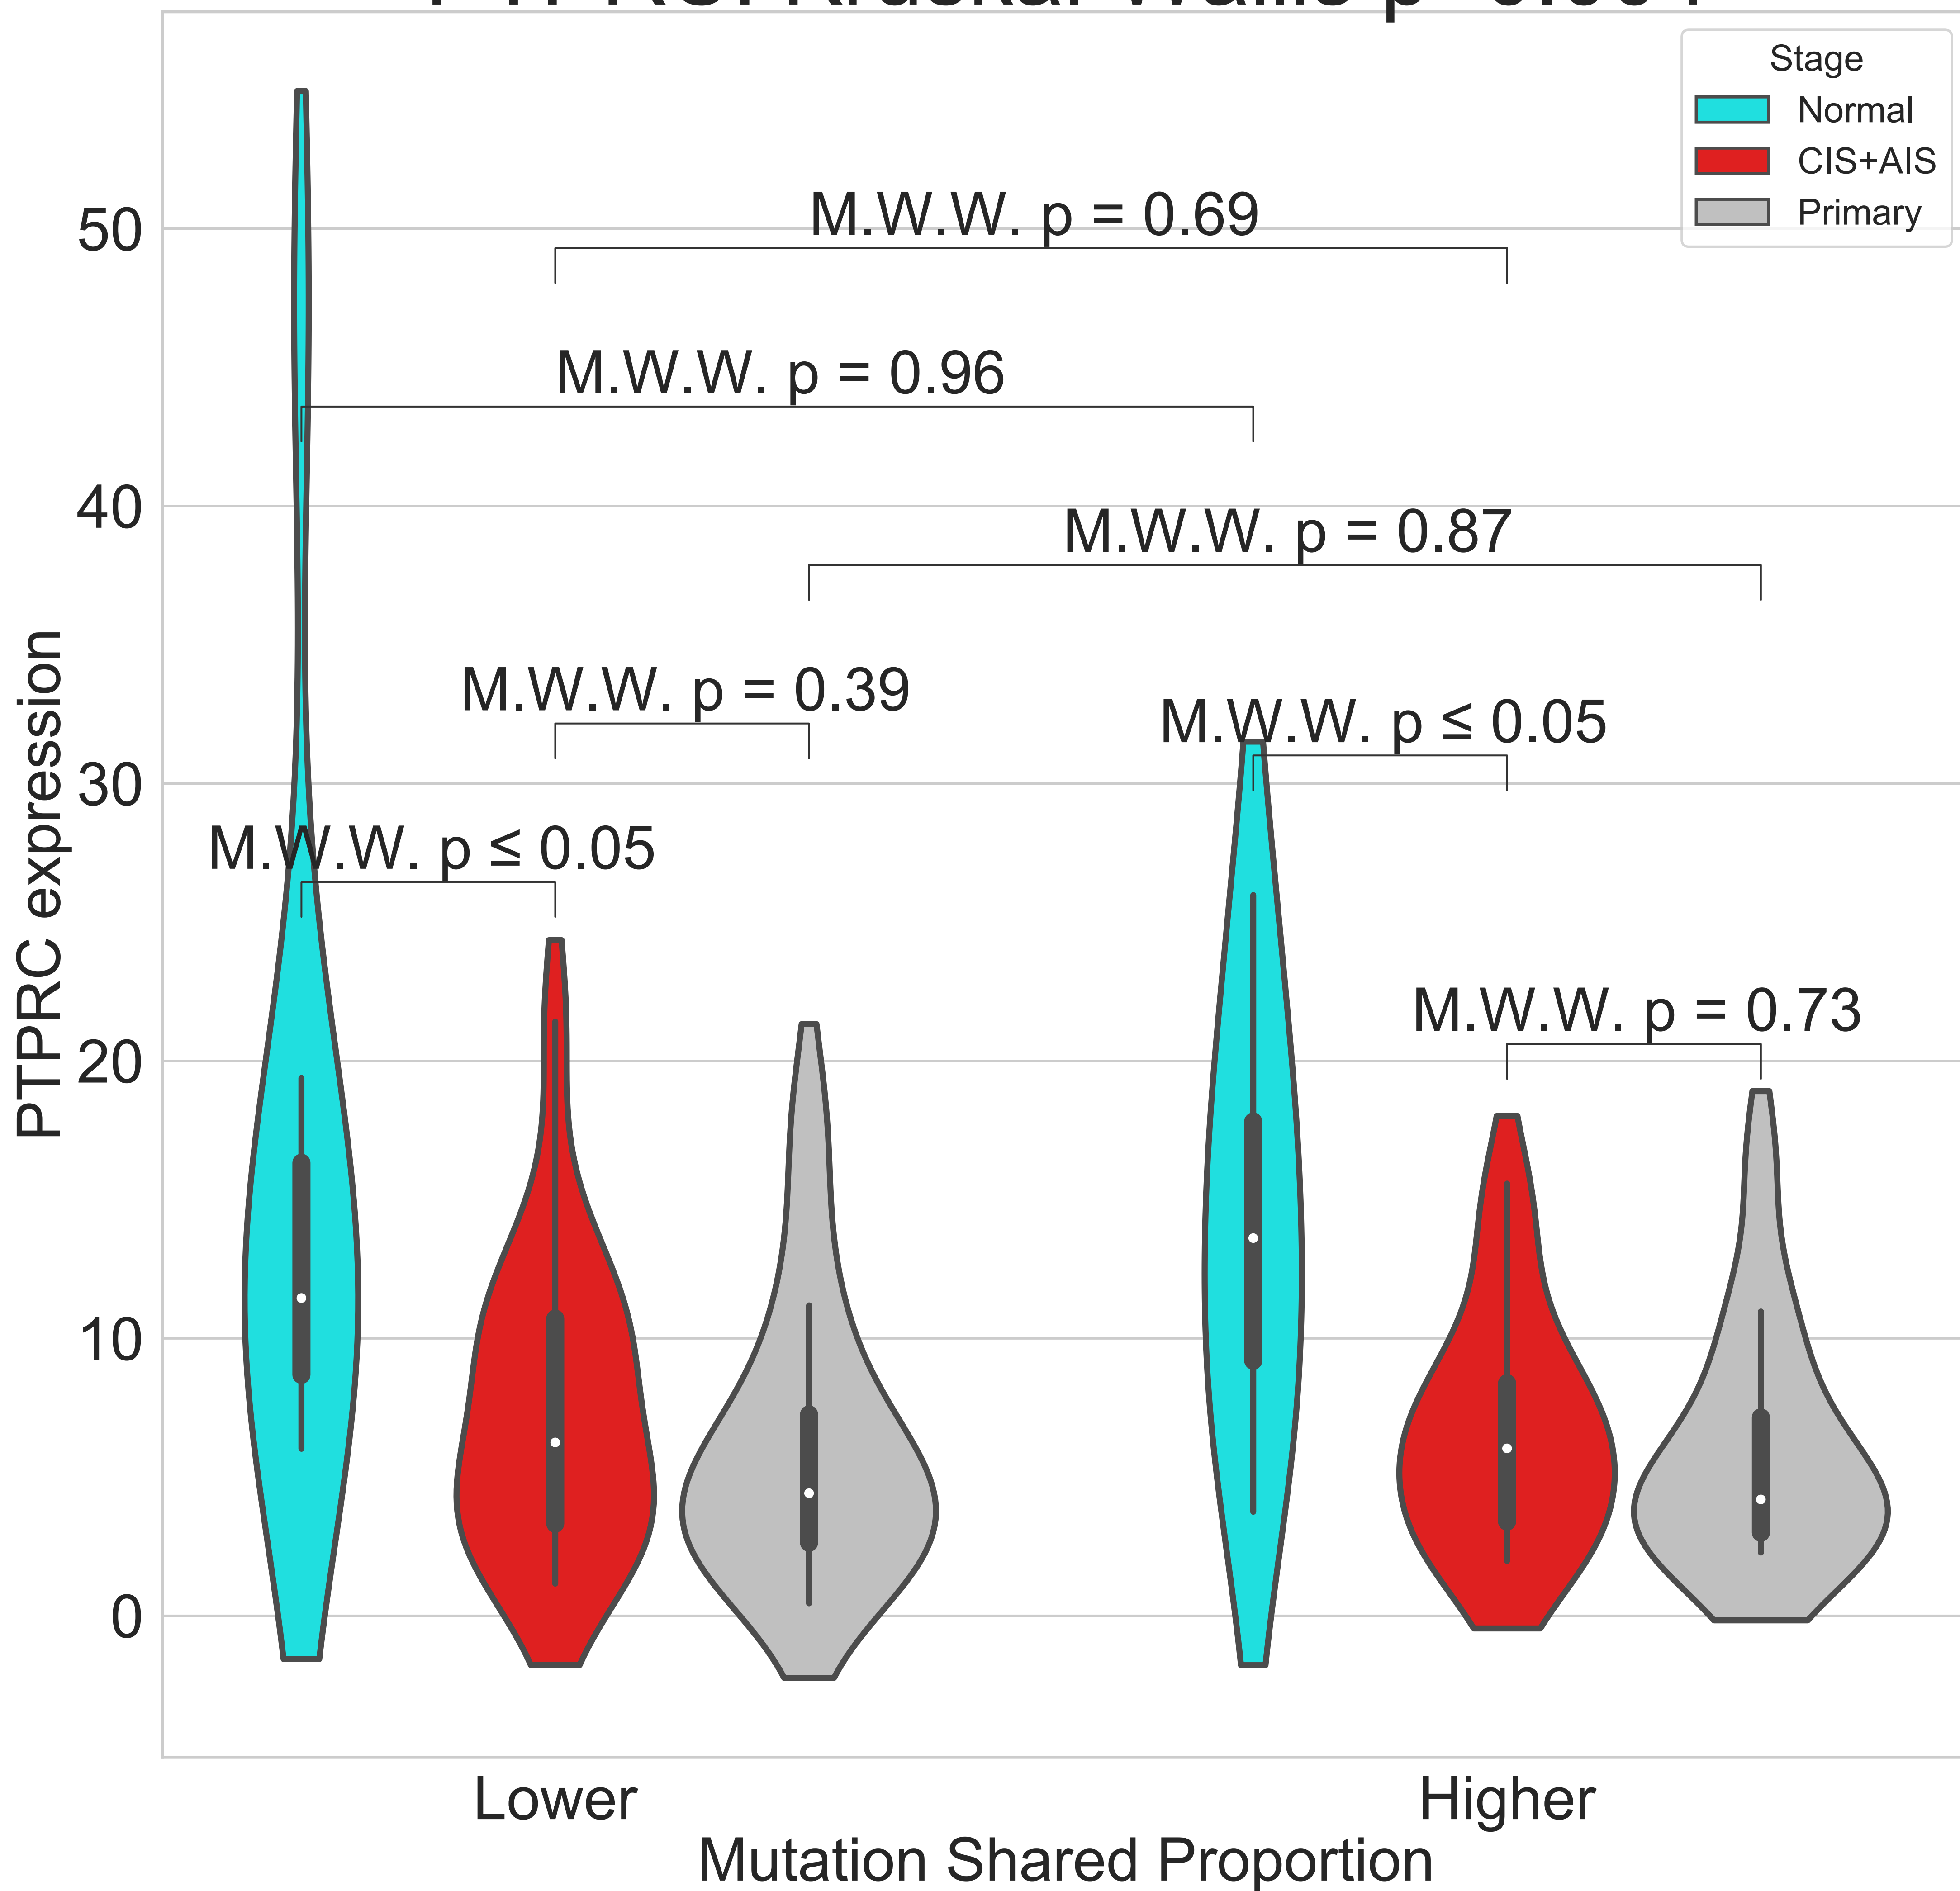 Stage
Normal
CIS+AIS
Primary
50
40
30
20
10
0
PTPRC expression
M.W.W. p = 0.69
M.W.W. p = 0.96
M.W.W. p = 0.87
M.W.W. p = 0.39
M.W.W. p ≤ 0.05
M.W.W. p ≤ 0.05
M.W.W. p = 0.73
Lower
Higher
Mutation Shared Proportion